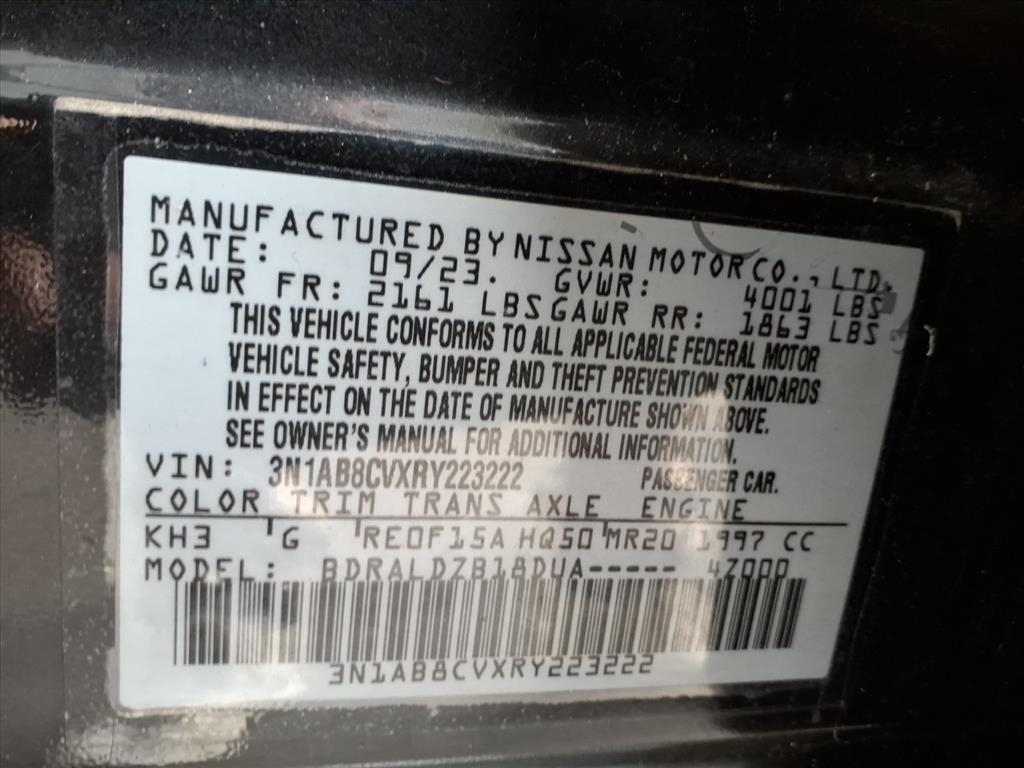 MANUFACTURED BY NISSAN MOTOR CO., LTD.
DATE: 09/23. GVWR: 4001 LBS
GAWR FR: 2161 LBS GAWR RR: 1863 LBS
THIS VEHICLE CONFORMS TO ALL APPLICABLE FEDERAL MOTOR
VEHICLE SAFETY, BUMPER AND THEFT PREVENTION STANDARDS
IN EFFECT ON THE DATE OF MANUFACTURE SHOWN ABOVE.
SEE OWNER'S MANUAL FOR ADDITIONAL INFORMATION.
VIN: 3N1AB8CVXRY223222 PASSENGER CAR.
COLOR TRIM TRANS AXLE ENGINE
KH3 G RE0F15A HQ50 MR20 1997 CC
MODEL: BDRALDZB18DUA----- 4Z000
3N1AB8CVXRY223222